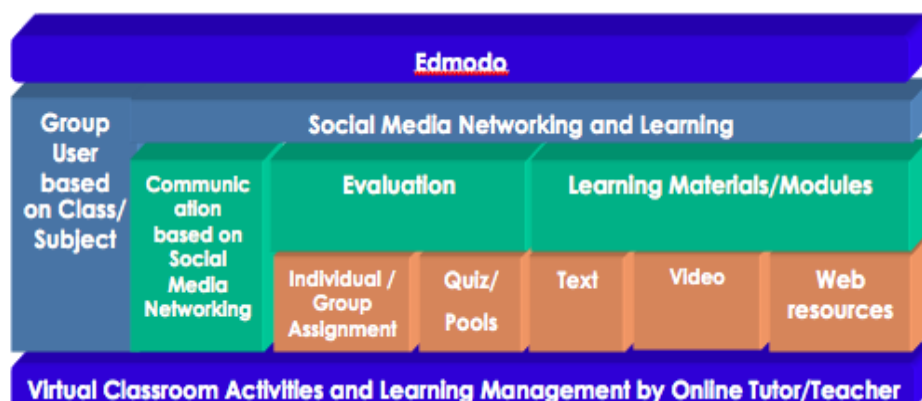 Edmodo
Group
User
based
on Class/
Subject
Social Media Networking and Learning
Communic
ation
based on
Social
Media
Networking
Evaluation
Learning Materials/Modules
Individual /
Group
Assignment
Quiz/
Pools
Text
Video
Web
resources
Virtual Classroom Activities and Learning Management by Online Tutor/Teacher